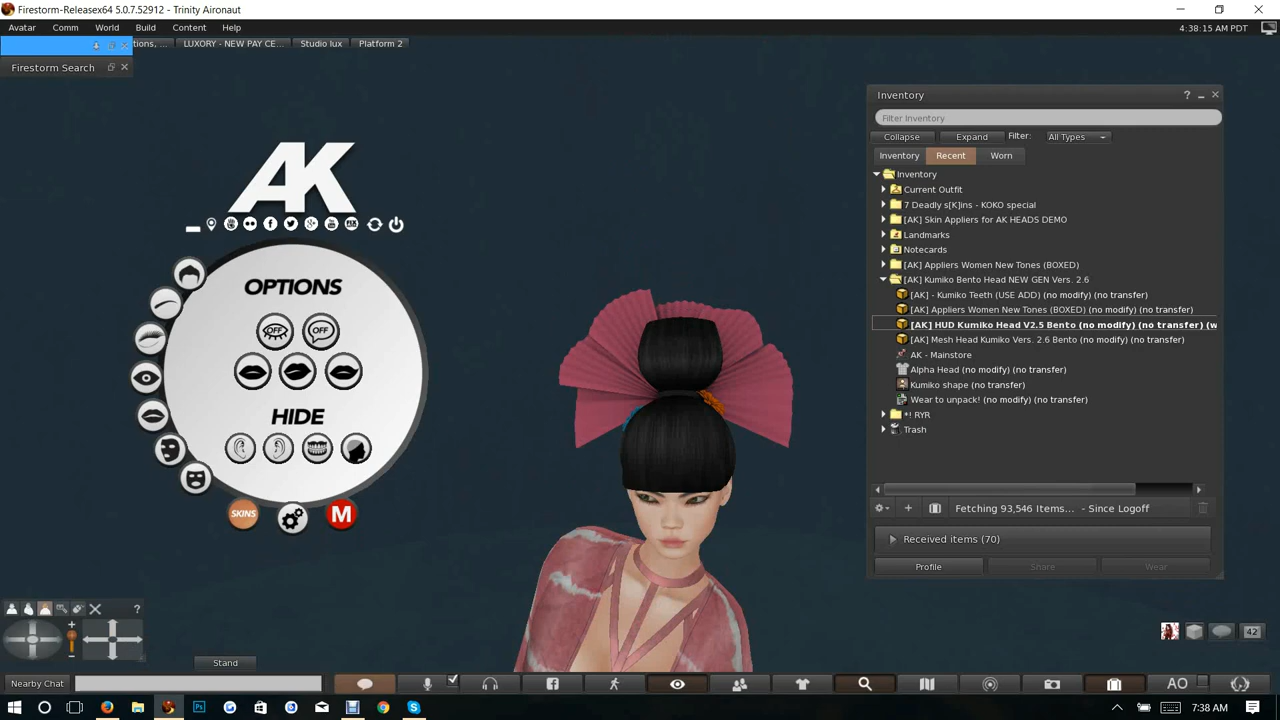 Firestorm-Releasex64 5.0.7.52912 - Trinity Aironaut
Avatar Comm World Build Content Help
4:38:15 AM PDT
tions, ... LUXORY - NEW PAY CE... Studio lux Platform 2
Firestorm Search
AK
OPTIONS
OFF OFF
HIDE
SKINS M
Inventory
Filter Inventory
Collapse Expand Filter: All Types
Inventory Recent Worn
Inventory
Current Outfit
7 Deadly s[K]ins - KOKO special
[AK] Skin Appliers for AK HEADS DEMO
Landmarks
Notecards
[AK] Appliers Women New Tones (BOXED)
[AK] Kumiko Bento Head NEW GEN Vers. 2.6
[AK] - Kumiko Teeth (USE ADD) (no modify) (no transfer)
[AK] Appliers Women New Tones (BOXED) (no modify) (no transfer)
[AK] HUD Kumiko Head V2.5 Bento (no modify) (no transfer) (w
[AK] Mesh Head Kumiko Vers. 2.6 Bento (no modify) (no transfer)
AK - Mainstore
Alpha Head (no modify) (no transfer)
Kumiko shape (no transfer)
Wear to unpack! (no modify) (no transfer)
*! RYR
Trash
Fetching 93,546 Items... - Since Logoff
Received items (70)
Profile Share Wear
42
Stand
Nearby Chat
AO
7:38 AM